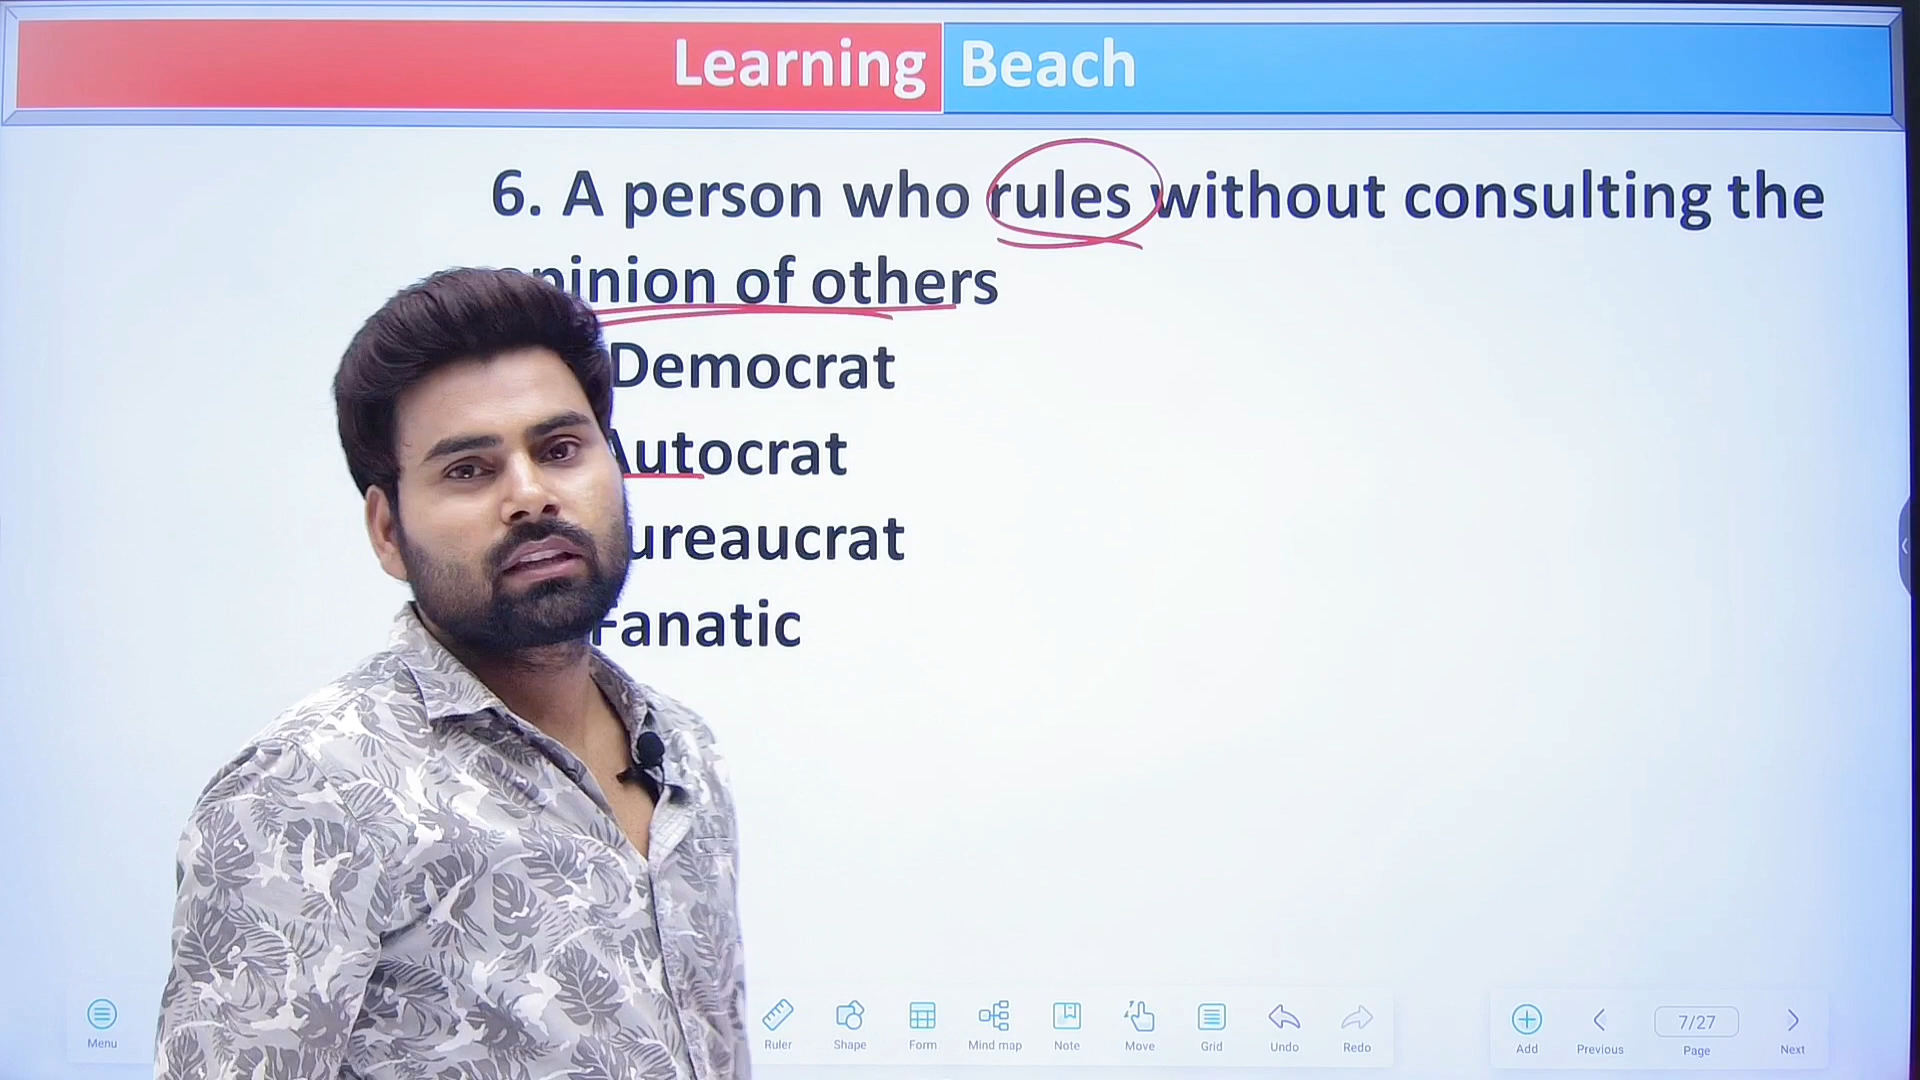 Learning Beach
6. A person who rules without consulting the
opinion of others
Democrat
Autocrat
Bureaucrat
Fanatic
Menu
Ruler Shape Form Mind map Note Move Grid Undo Redo
Add Previous 7/27 Page Next